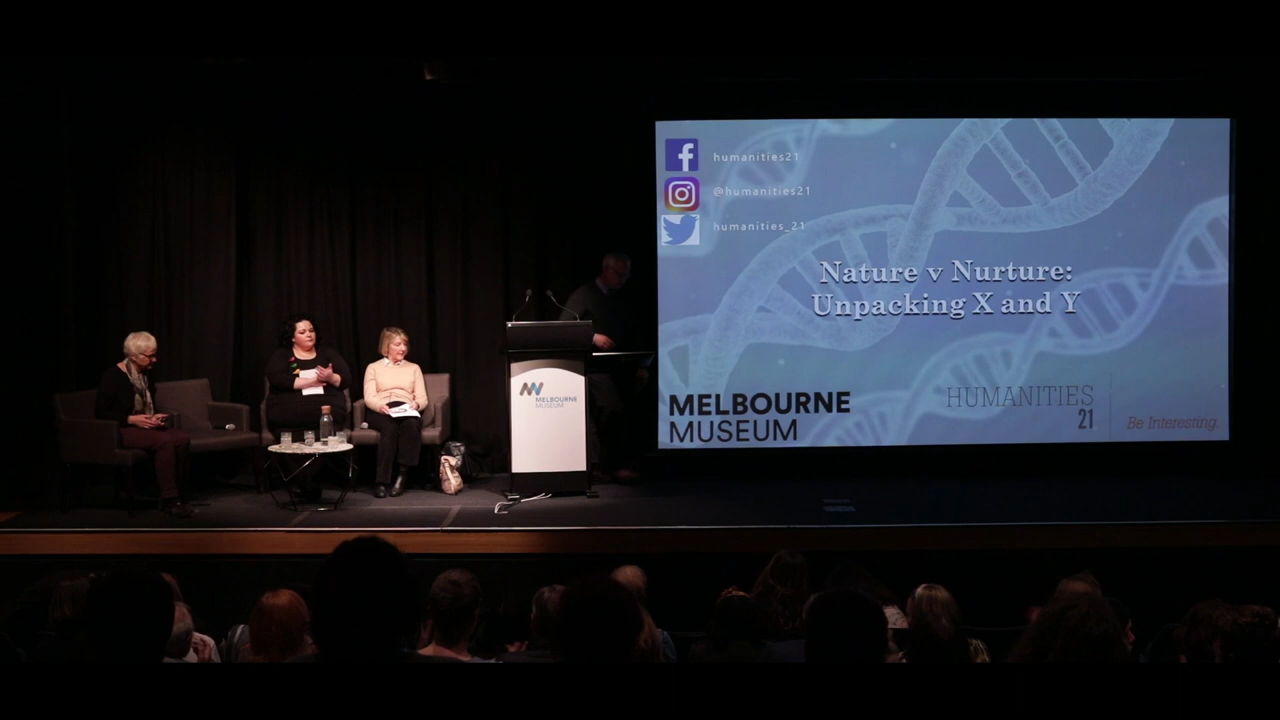 humanities21
@humanities21
humanities_21
Nature v Nurture:
Unpacking X and Y
MELBOURNE
MUSEUM
HUMANITIES
21
Be Interesting.
MELBOURNE
MUSEUM